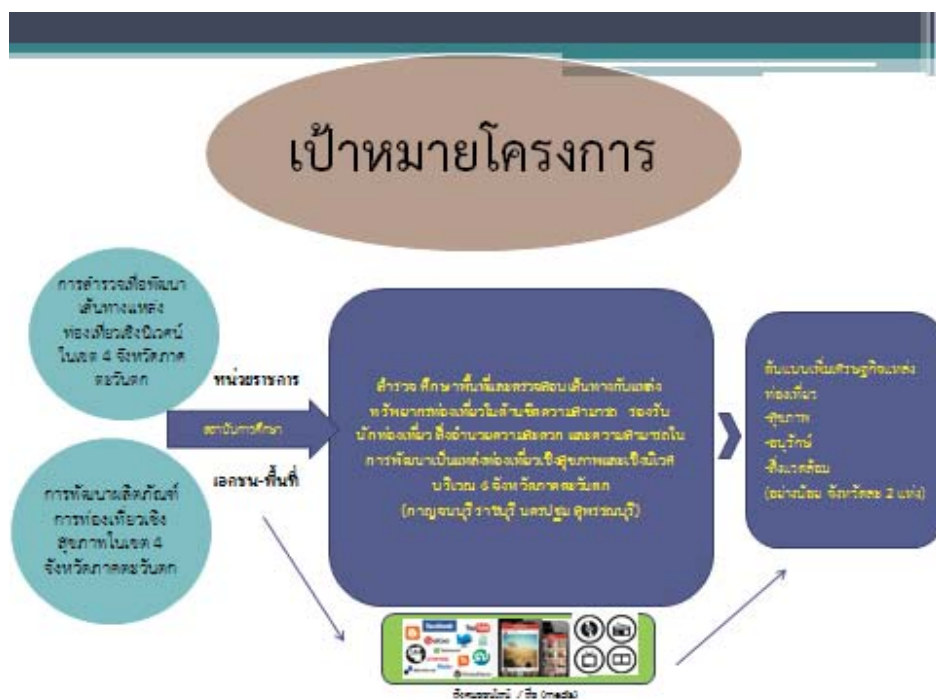 เป้าหมายโครงการ
การสำรวจเพื่อพัฒนา
เส้นทางแหล่ง
ท่องเที่ยวเชิงนิเวศน์
ในเขต 4 จังหวัดภาค
ตะวันตก
การพัฒนาผลิตภัณฑ์
การท่องเที่ยวเชิง
สุขภาพในเขต 4
จังหวัดภาคตะวันตก
หน่วยราชการ
สถาบันการศึกษา
เอกชน-พื้นที่
สำรวจ ศึกษาพื้นที่และตรวจสอบเส้นทางกับแหล่ง
ทรัพยากรท่องเที่ยวในด้านขีดความสามารถ รองรับ
นักท่องเที่ยว สิ่งอำนวยความสะดวก และความสามารถใน
การพัฒนาเป็นแหล่งท่องเที่ยวเชิงสุขภาพและเชิงนิเวศ
บริเวณ 4 จังหวัดภาคตะวันตก
(กาญจนบุรี ราชบุรี นครปฐม สุพรรณบุรี)
ต้นแบบเพิ่มเศรษฐกิจแหล่ง
ท่องเที่ยว
-สุขภาพ
-อนุรักษ์
-สิ่งแวดล้อม
(อย่างน้อย จังหวัดละ 2 แห่ง)
facebook
You Tube
สังคมออนไลน์ / สื่อ (media)